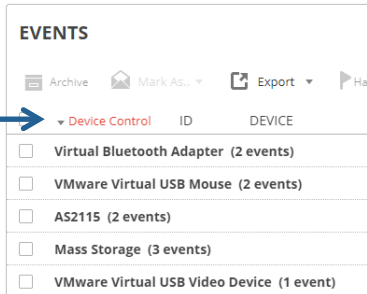 EVENTS
Archive Mark As.. Export Ha
Device Control ID DEVICE
Virtual Bluetooth Adapter (2 events)
VMware Virtual USB Mouse (2 events)
AS2115 (2 events)
Mass Storage (3 events)
VMware Virtual USB Video Device (1 event)